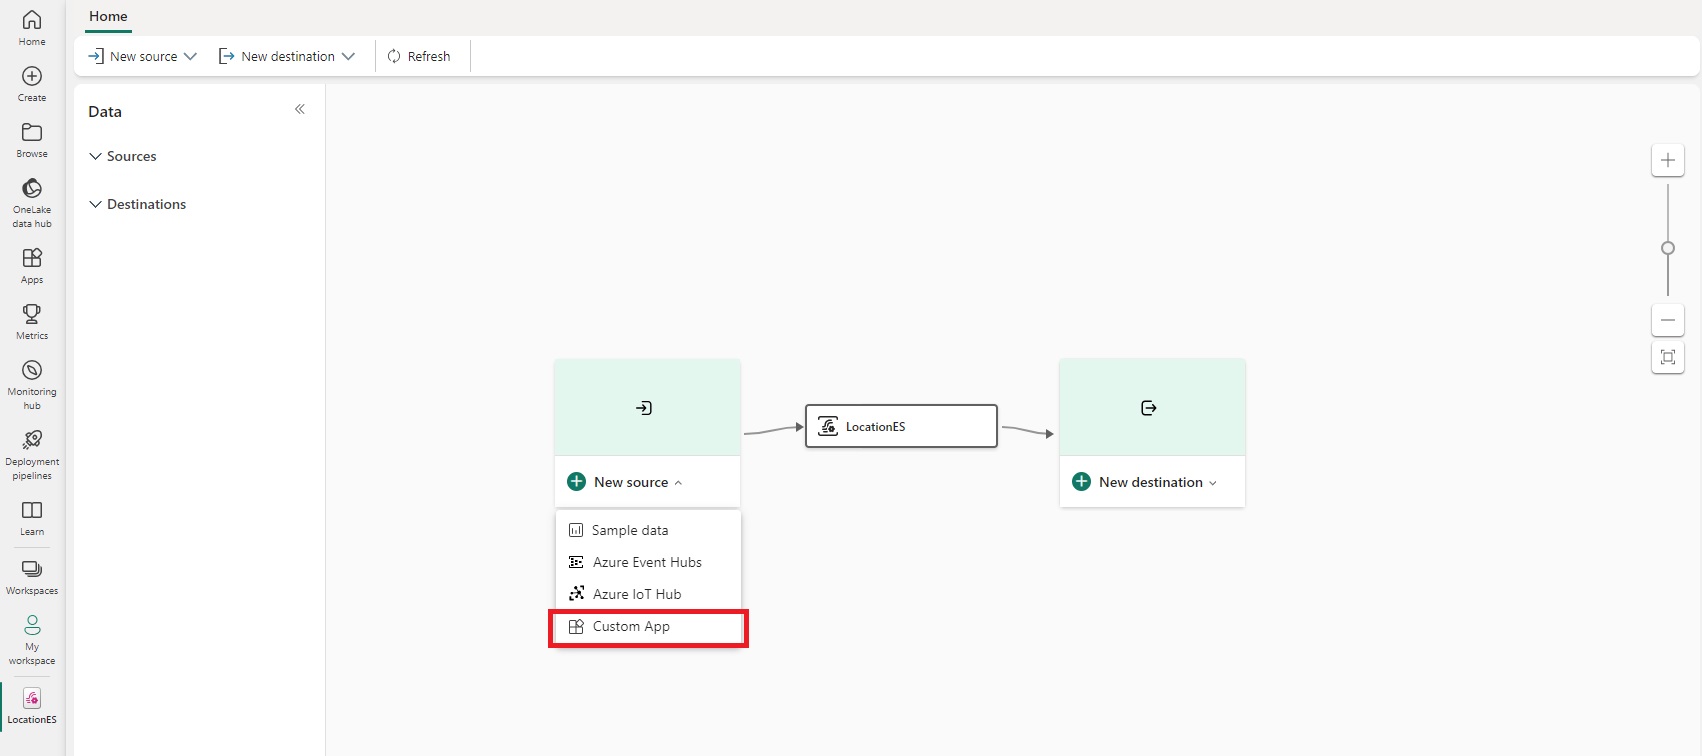 Home
Create
Browse
OneLake
data hub
Apps
Metrics
Monitoring
hub
Deployment
pipelines
Learn
Workspaces
My
workspace
LocationES
Home
New source
New destination
Refresh
Data
Sources
Destinations
New source
Sample data
Azure Event Hubs
Azure IoT Hub
Custom App
LocationES
New destination